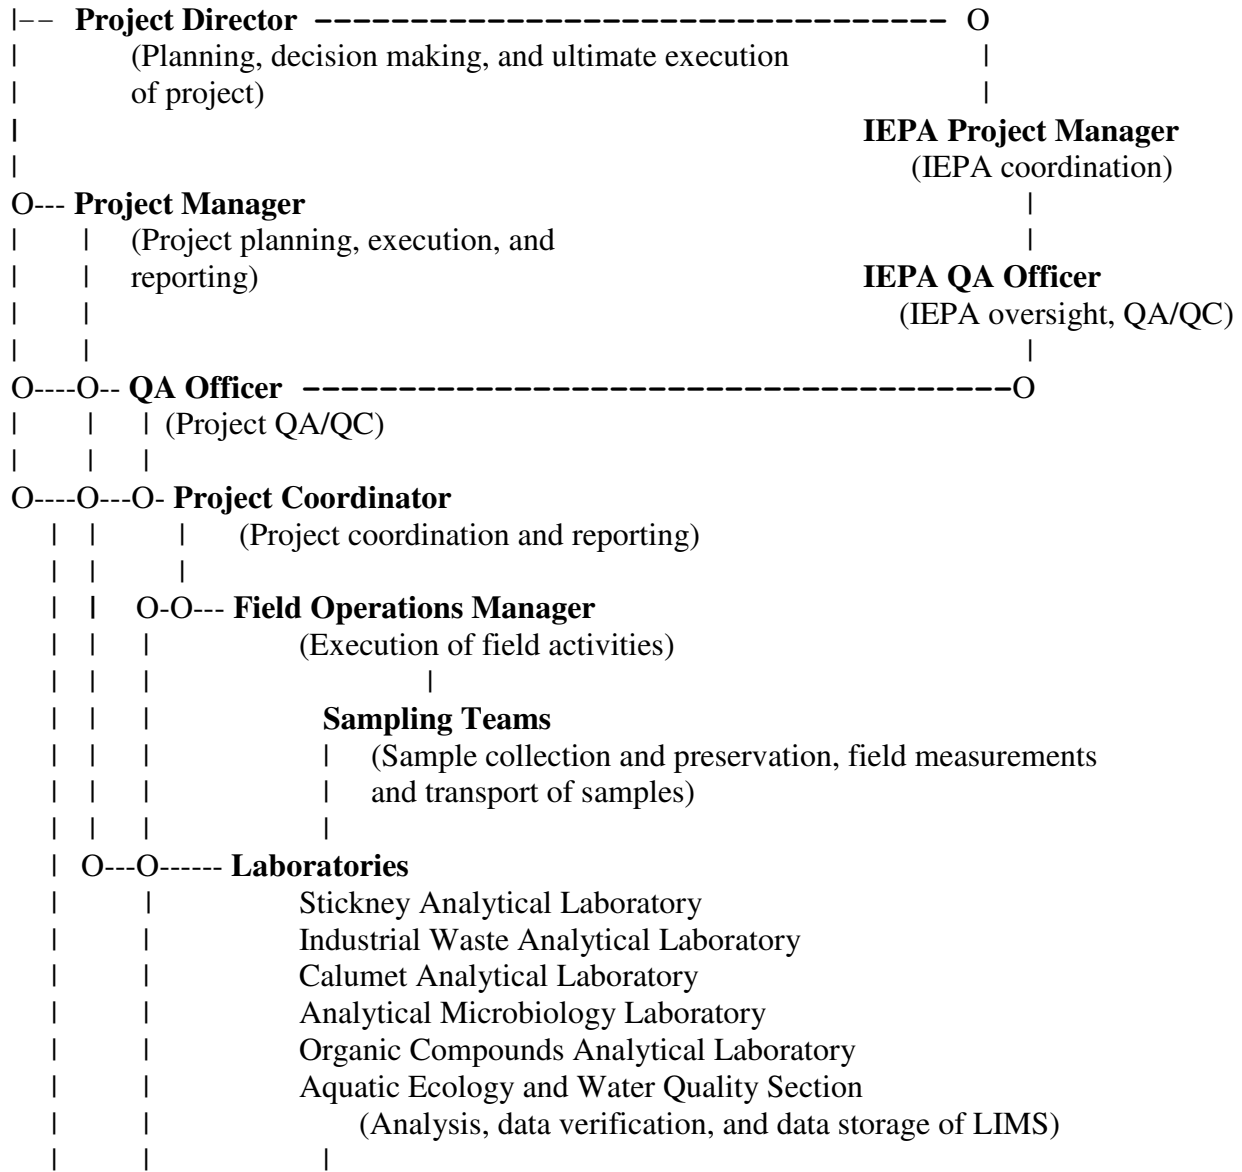 |-- Project Director --------------------------------- O
| (Planning, decision making, and ultimate execution |
| of project) |
| IEPA Project Manager
| (IEPA coordination)
O--- Project Manager |
| | (Project planning, execution, and |
| | reporting) IEPA QA Officer
| | (IEPA oversight, QA/QC)
| | |
O----O-- QA Officer ------------------------------------O
| | | (Project QA/QC)
| | |
O----O---O- Project Coordinator
| | | (Project coordination and reporting)
| | |
| | O-O--- Field Operations Manager
| | | (Execution of field activities)
| | | |
| | | Sampling Teams
| | | | (Sample collection and preservation, field measurements
| | | | and transport of samples)
| | | |
| O---O------ Laboratories
| | Stickney Analytical Laboratory
| | Industrial Waste Analytical Laboratory
| | Calumet Analytical Laboratory
| | Analytical Microbiology Laboratory
| | Organic Compounds Analytical Laboratory
| | Aquatic Ecology and Water Quality Section
| | (Analysis, data verification, and data storage of LIMS)
| | |